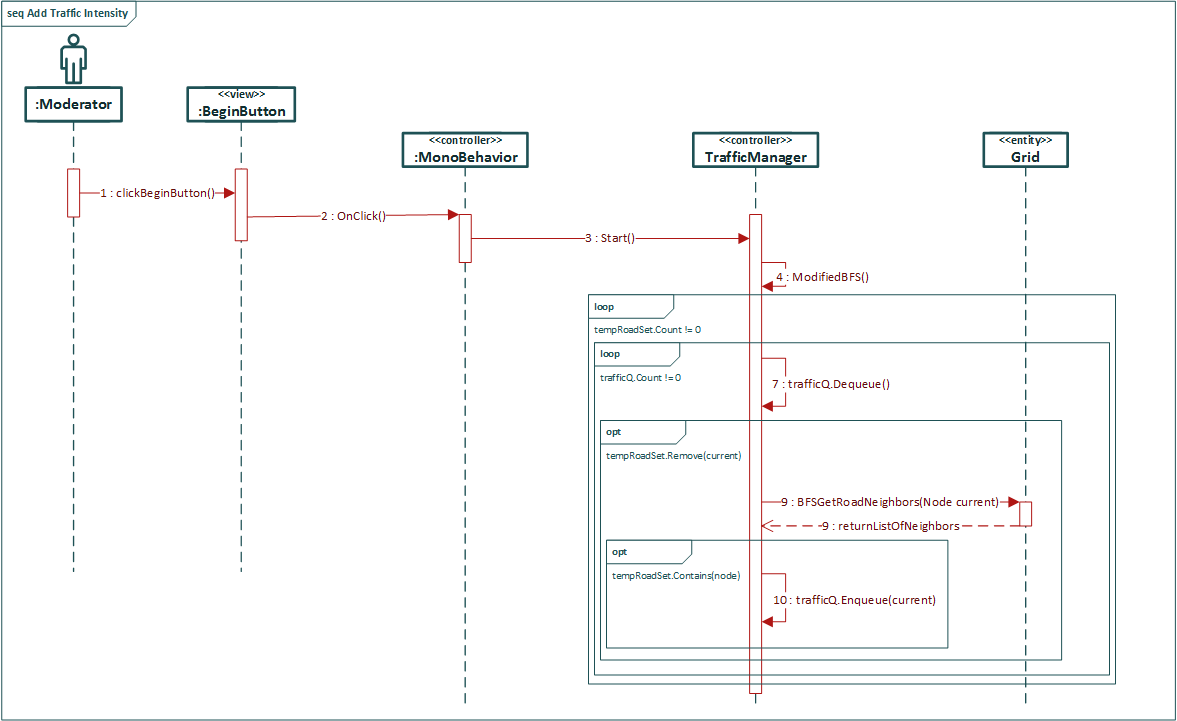 seq Add Traffic Intensity
:Moderator
<<view>>
:BeginButton
<<controller>>
:MonoBehavior
<<controller>>
TrafficManager
<<entity>>
Grid
1 : clickBeginButton()
2 : OnClick()
3 : Start()
4 : ModifiedBFS()
loop
tempRoadSet.Count != 0
loop
trafficQ.Count != 0
7 : trafficQ.Dequeue()
opt
tempRoadSet.Remove(current)
9 : BFSGetRoadNeighbors(Node current)
9 : returnListOfNeighbors
opt
tempRoadSet.Contains(node)
10 : trafficQ.Enqueue(current)